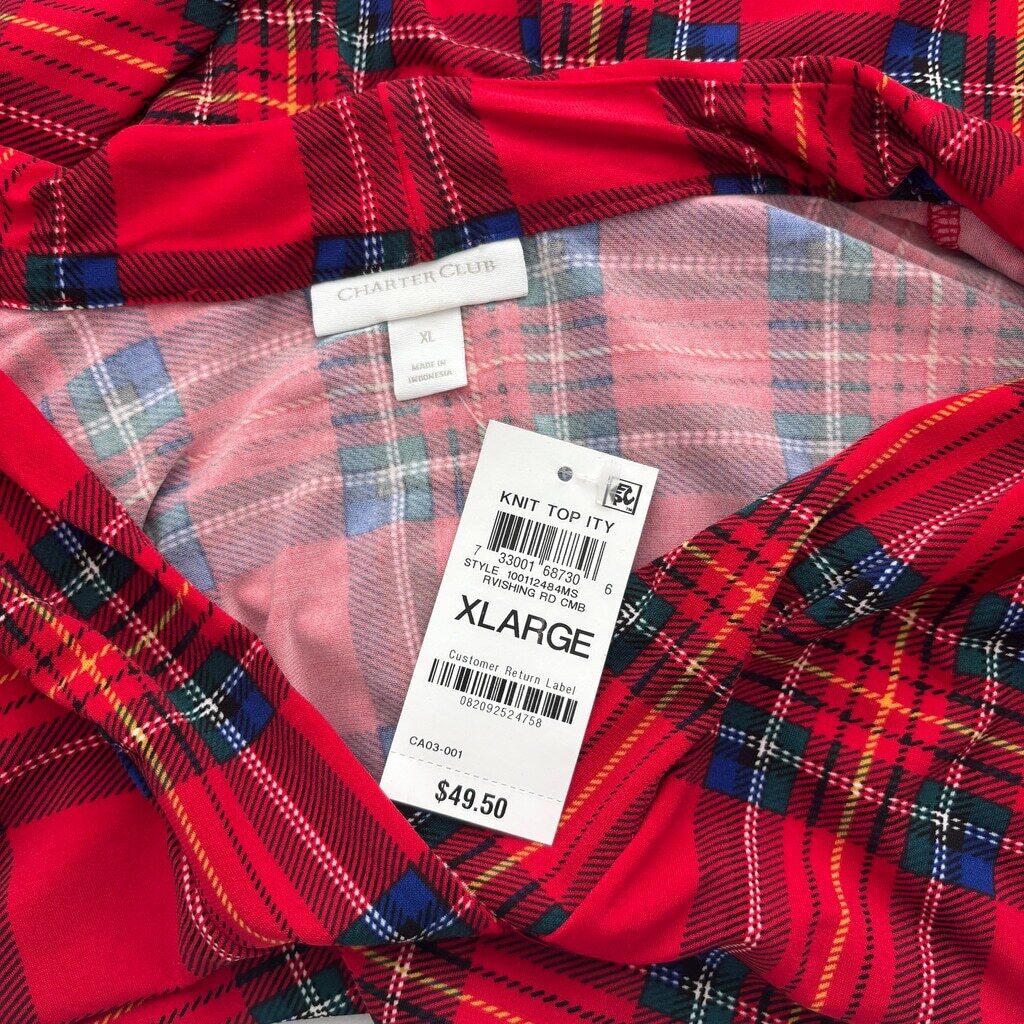 CHARTER CLUB
XL
MADE IN
INDONESIA
KNIT TOP ITY
7 33001 68730 6
STYLE 100112484MS
RVISHING RD CMB
XLARGE
Customer Return Label
082092524758
CA03-001
$49.50